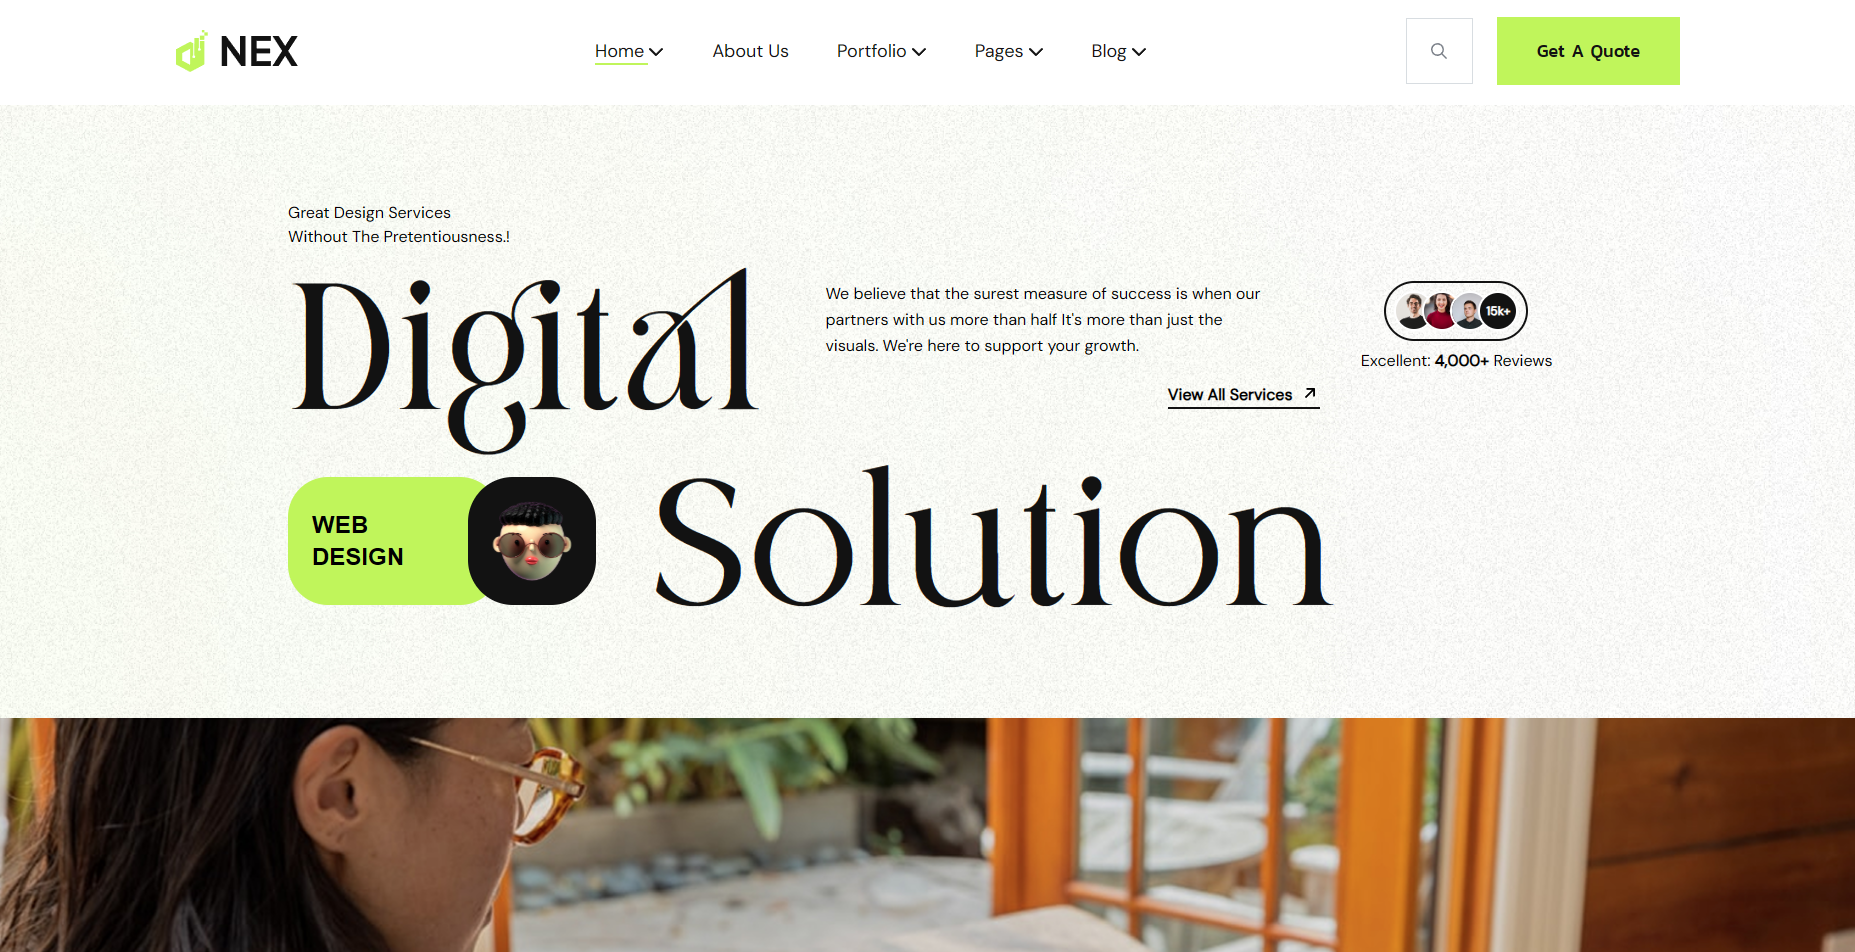 NEX
Home
About Us
Portfolio
Pages
Blog
Get A Quote
Great Design Services
Without The Pretentiousness.!
Digital
We believe that the surest measure of success is when our
partners with us more than half It's more than just the
visuals. We're here to support your growth.
View All Services
15k+
Excellent: 4,000+ Reviews
WEB
DESIGN
Solution